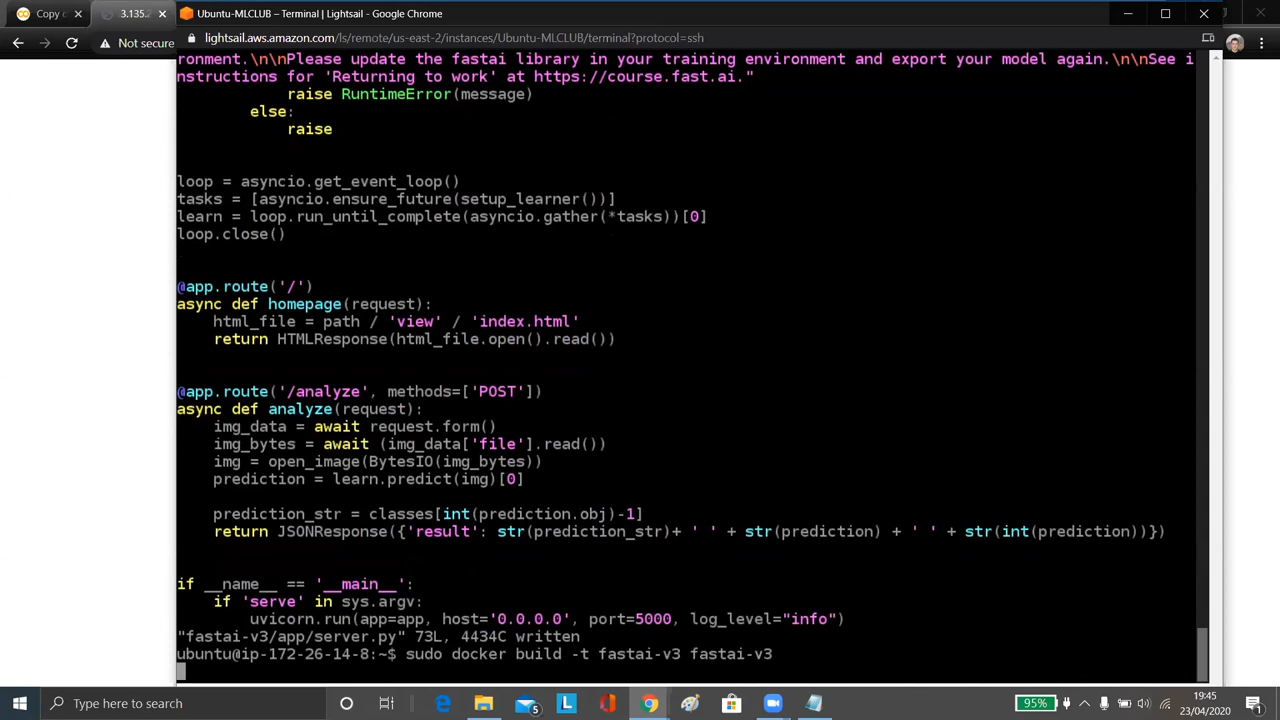 Copy c
3.135.2
Ubuntu-MLCLUB – Terminal | Lightsail - Google Chrome
Not secure
lightsail.aws.amazon.com/ls/remote/us-east-2/instances/Ubuntu-MLCLUB/terminal?protocol=ssh
ronment.\n\nPlease update the fastai library in your training environment and export your model again.\n\nSee i
nstructions for 'Returning to work' at https://course.fast.ai."
raise RuntimeError(message)
else:
raise
loop = asyncio.get_event_loop()
tasks = [asyncio.ensure_future(setup_learner())]
learn = loop.run_until_complete(asyncio.gather(*tasks))[0]
loop.close()
@app.route('/')
async def homepage(request):
html_file = path / 'view' / 'index.html'
return HTMLResponse(html_file.open().read())
@app.route('/analyze', methods=['POST'])
async def analyze(request):
img_data = await request.form()
img_bytes = await (img_data['file'].read())
img = open_image(BytesIO(img_bytes))
prediction = learn.predict(img)[0]
prediction_str = classes[int(prediction.obj)-1]
return JSONResponse({'result': str(prediction_str)+ ' ' + str(prediction) + ' ' + str(int(prediction))})
if __name__ == '__main__':
if 'serve' in sys.argv:
uvicorn.run(app=app, host='0.0.0.0', port=5000, log_level="info")
"fastai-v3/app/server.py" 73L, 4434C written
ubuntu@ip-172-26-14-8:~$ sudo docker build -t fastai-v3 fastai-v3
Type here to search
5
L
95%
19:45
23/04/2020
1